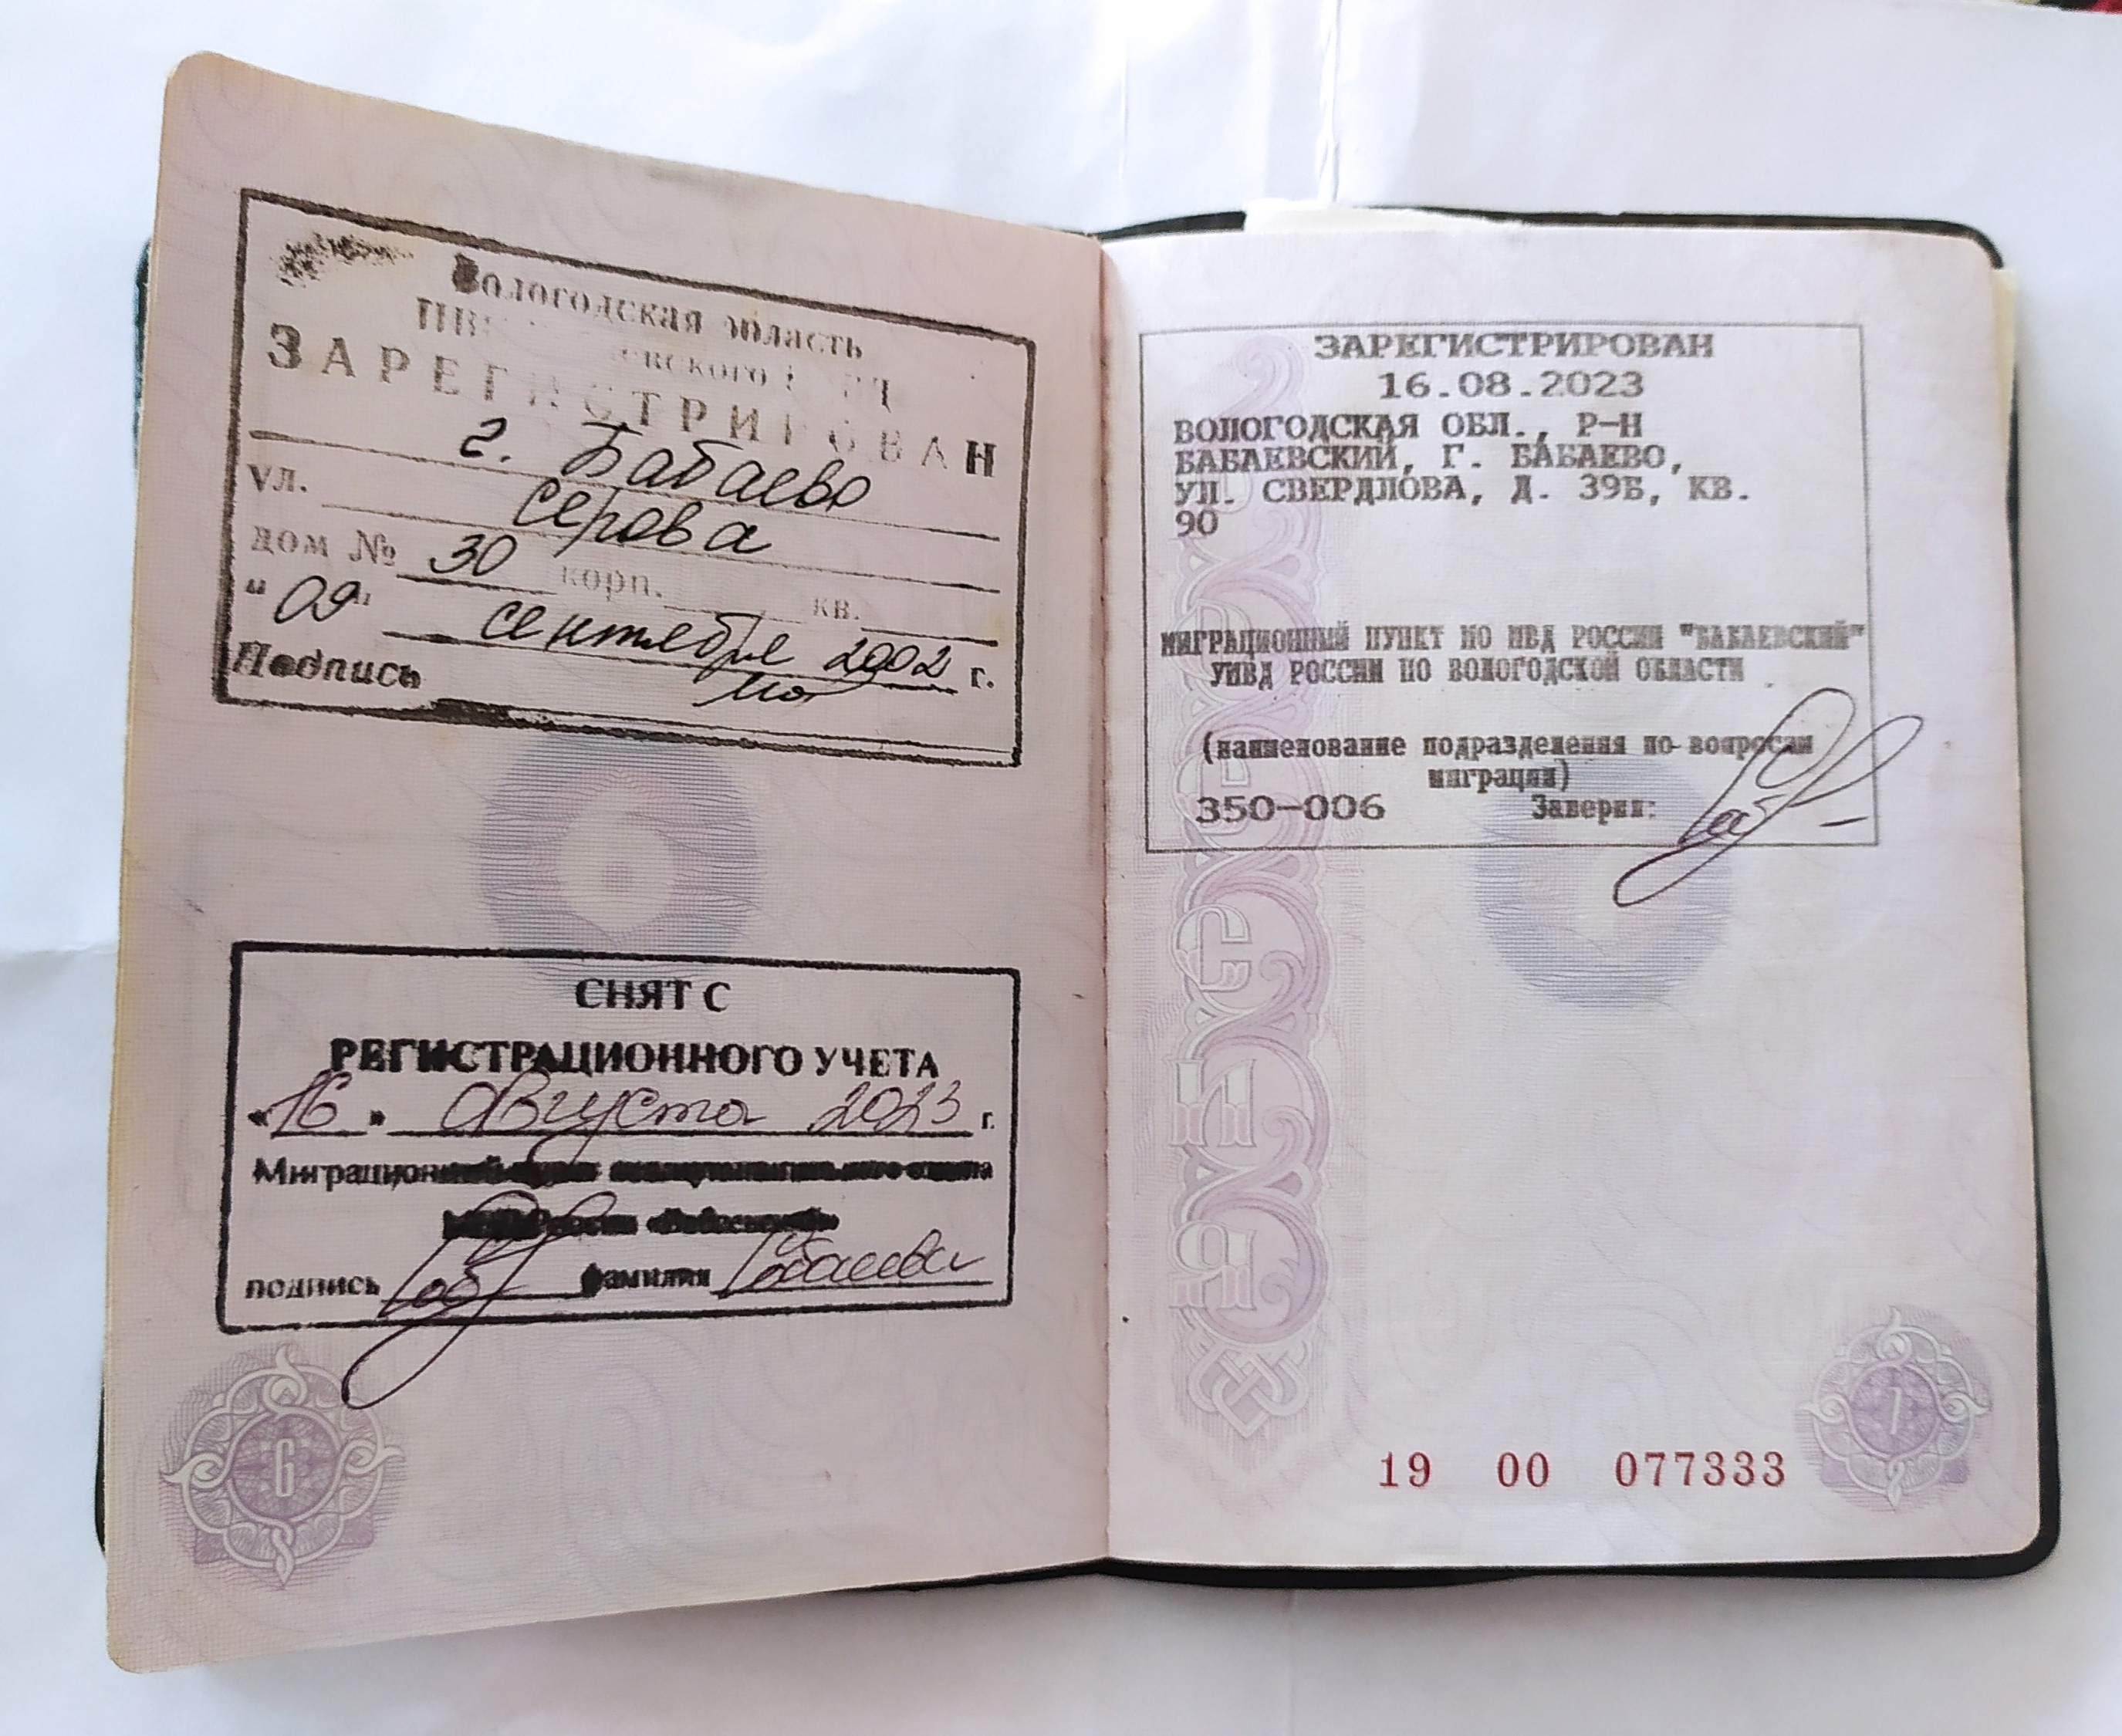 Вологодская область
ЗАРЕГИСТРИРОВАН
г. Бабаево
ул. Серова
дом № 30 корп. кв.
"09" сентября 2002 г.
Подпись
СНЯТ С
РЕГИСТРАЦИОННОГО УЧЕТА
«16» августа 2023 г.
подпись фамилия
6
ЗАРЕГИСТРИРОВАН
16.08.2023
ВОЛОГОДСКАЯ ОБЛ., Р-Н
БАБАЕВСКИЙ, Г. БАБАЕВО,
УЛ. СВЕРДЛОВА, Д. 39Б, КВ.
90
МИГРАЦИОННЫЙ ПУНКТ МО МВД РОССИИ "БАБАЕВСКИЙ"
УМВД РОССИИ ПО ВОЛОГОДСКОЙ ОБЛАСТИ
(наименование подразделения по вопросам
миграции)
350-006 Заверил:
19 00 077333
7